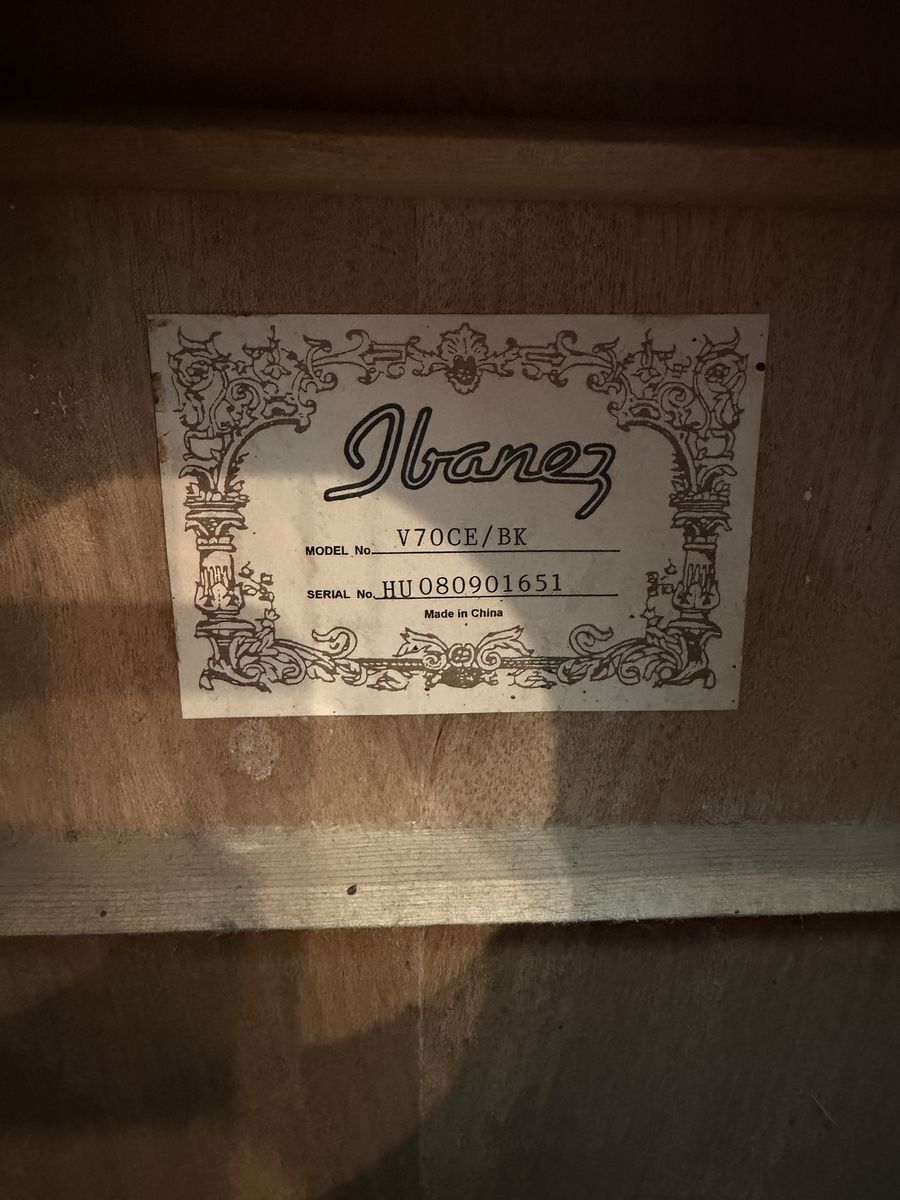 Ibanez
MODEL No. V70CE/BK
SERIAL No. HU080901651
Made in China